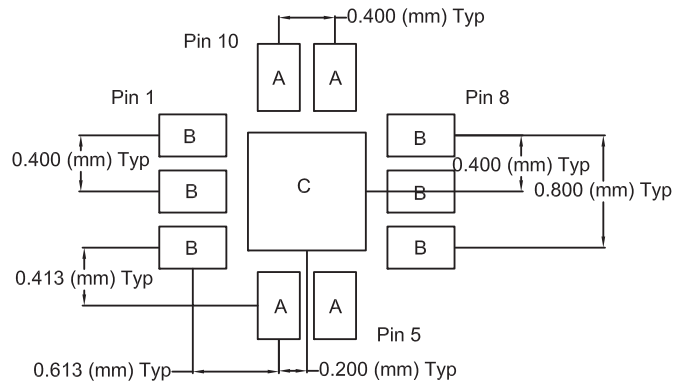 0.400 (mm) Typ
Pin 10
A A
Pin 1 Pin 8
B B
0.400 (mm) Typ 0.400 (mm) Typ
C
B B 0.800 (mm) Typ
B B
0.413 (mm) Typ
A A
Pin 5
0.613 (mm) Typ 0.200 (mm) Typ